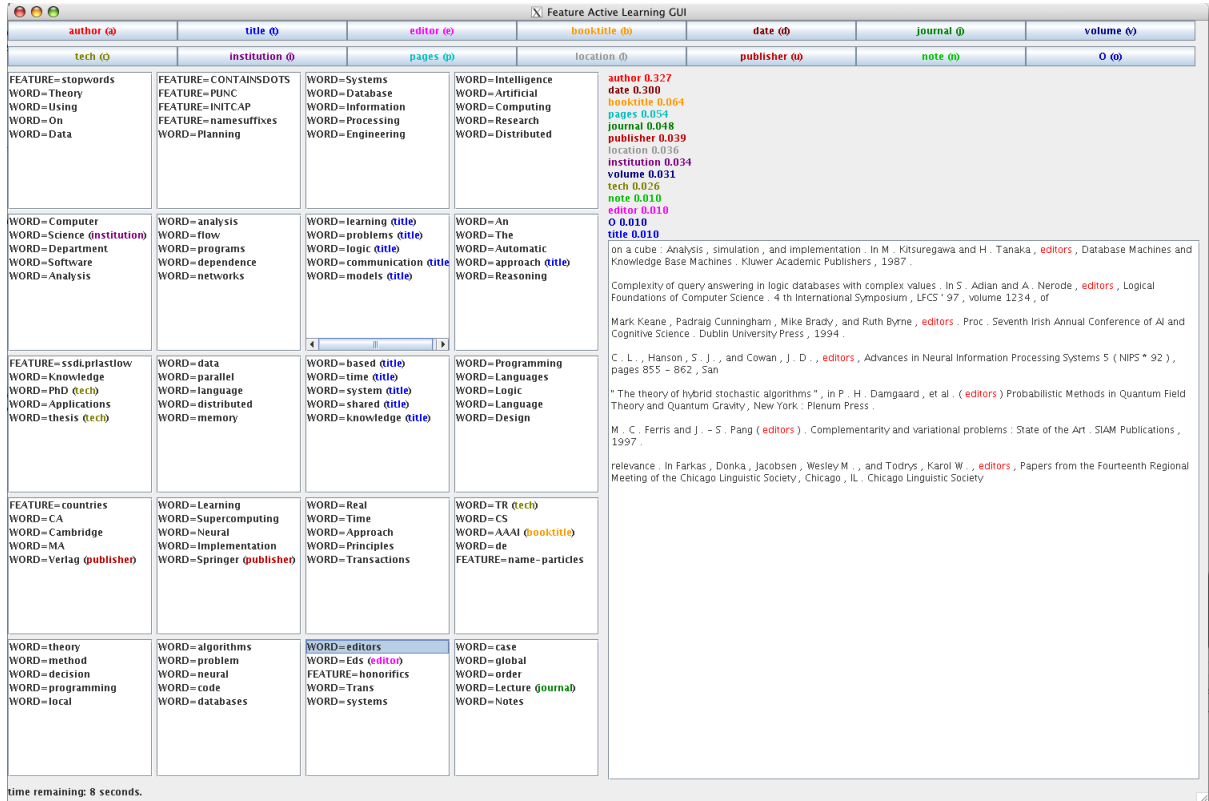 Feature Active Learning GUI
author (a)
title (t)
editor (e)
booktitle (b)
date (d)
journal (j)
volume (v)
tech (c)
institution (i)
pages (p)
location (l)
publisher (u)
note (n)
O (o)
FEATURE=stopwords
WORD=Theory
WORD=Using
WORD=On
WORD=Data
FEATURE=CONTAINSDOTS
FEATURE=PUNC
FEATURE=INITCAP
FEATURE=namesuffixes
WORD=Planning
WORD=Systems
WORD=Database
WORD=Information
WORD=Processing
WORD=Engineering
WORD=Intelligence
WORD=Artificial
WORD=Computing
WORD=Research
WORD=Distributed
WORD=Computer
WORD=Science (institution)
WORD=Department
WORD=Software
WORD=Analysis
WORD=analysis
WORD=flow
WORD=programs
WORD=dependence
WORD=networks
WORD=learning (title)
WORD=problems (title)
WORD=logic (title)
WORD=communication (title
WORD=models (title)
WORD=An
WORD=The
WORD=Automatic
WORD=approach (title)
WORD=Reasoning
FEATURE=ssdi.prlastlow
WORD=Knowledge
WORD=PhD (tech)
WORD=Applications
WORD=thesis (tech)
WORD=data
WORD=parallel
WORD=language
WORD=distributed
WORD=memory
WORD=based (title)
WORD=time (title)
WORD=system (title)
WORD=shared (title)
WORD=knowledge (title)
WORD=Programming
WORD=Languages
WORD=Logic
WORD=Language
WORD=Design
FEATURE=countries
WORD=CA
WORD=Cambridge
WORD=MA
WORD=Verlag (publisher)
WORD=Learning
WORD=Supercomputing
WORD=Neural
WORD=Implementation
WORD=Springer (publisher)
WORD=Real
WORD=Time
WORD=Approach
WORD=Principles
WORD=Transactions
WORD=TR (tech)
WORD=CS
WORD=AAAI (booktitle)
WORD=de
FEATURE=name-particles
WORD=theory
WORD=method
WORD=decision
WORD=programming
WORD=local
WORD=algorithms
WORD=problem
WORD=neural
WORD=code
WORD=databases
WORD=editors
WORD=Eds (editor)
FEATURE=honorifics
WORD=Trans
WORD=systems
WORD=case
WORD=global
WORD=order
WORD=Lecture (journal)
WORD=Notes
author 0.327
date 0.300
booktitle 0.064
pages 0.054
journal 0.048
publisher 0.039
location 0.036
institution 0.034
volume 0.031
tech 0.026
note 0.010
editor 0.010
O 0.010
title 0.010
on a cube : Analysis , simulation , and implementation . In M . Kitsuregawa and H . Tanaka , editors , Database Machines and
Knowledge Base Machines . Kluwer Academic Publishers , 1987 .
Complexity of query answering in logic databases with complex values . In S . Adian and A . Nerode , editors , Logical
Foundations of Computer Science . 4 th International Symposium , LFCS ' 97 , volume 1234 , of
Mark Keane , Padraig Cunningham , Mike Brady , and Ruth Byrne , editors . Proc . Seventh Irish Annual Conference of AI and
Cognitive Science . Dublin University Press , 1994 .
C . L . , Hanson , S . J . , and Cowan , J . D . , editors , Advances in Neural Information Processing Systems 5 ( NIPS * 92 ) ,
pages 855 - 862 , San
" The theory of hybrid stochastic algorithms " , in P . H . Damgaard , et al . ( editors ) Probabilistic Methods in Quantum Field
Theory and Quantum Gravity , New York : Plenum Press .
M . C . Ferris and J . - S . Pang ( editors ) . Complementarity and variational problems : State of the Art . SIAM Publications ,
1997 .
relevance . In Farkas , Donka , Jacobsen , Wesley M . , and Todrys , Karol W . , editors , Papers from the Fourteenth Regional
Meeting of the Chicago Linguistic Society , Chicago , IL . Chicago Linguistic Society
time remaining: 8 seconds.